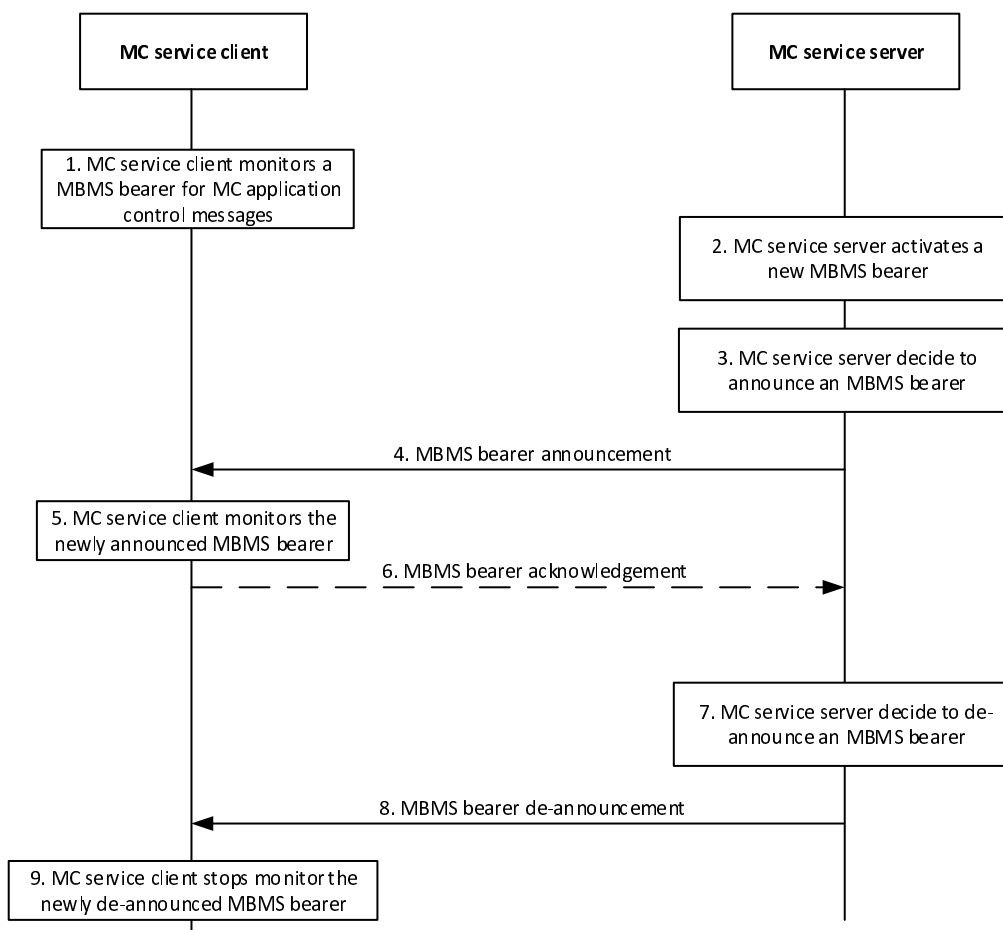 MC service client
MC service server
1. MC service client monitors a
MBMS bearer for MC application
control messages
2. MC service server activates a
new MBMS bearer
3. MC service server decide to
announce an MBMS bearer
4. MBMS bearer announcement
5. MC service client monitors the
newly announced MBMS bearer
6. MBMS bearer acknowledgement
7. MC service server decide to de-
announce an MBMS bearer
8. MBMS bearer de-announcement
9. MC service client stops monitor the
newly de-announced MBMS bearer